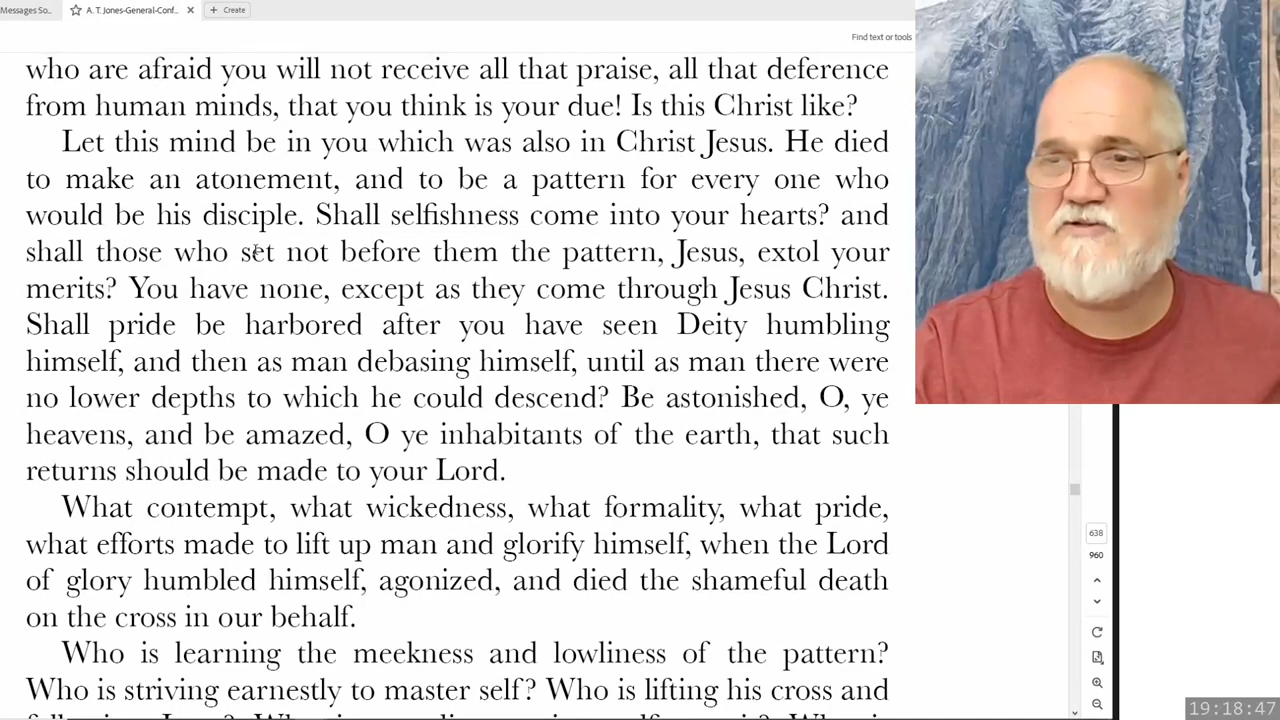 Messages So...
A. T. Jones-General-Conf...
Create
Find text or tools
who are afraid you will not receive all that praise, all that deference
from human minds, that you think is your due! Is this Christ like?
Let this mind be in you which was also in Christ Jesus. He died
to make an atonement, and to be a pattern for every one who
would be his disciple. Shall selfishness come into your hearts? and
shall those who set not before them the pattern, Jesus, extol your
merits? You have none, except as they come through Jesus Christ.
Shall pride be harbored after you have seen Deity humbling
himself, and then as man debasing himself, until as man there were
no lower depths to which he could descend? Be astonished, O, ye
heavens, and be amazed, O ye inhabitants of the earth, that such
returns should be made to your Lord.
What contempt, what wickedness, what formality, what pride,
what efforts made to lift up man and glorify himself, when the Lord
of glory humbled himself, agonized, and died the shameful death
on the cross in our behalf.
Who is learning the meekness and lowliness of the pattern?
Who is striving earnestly to master self? Who is lifting his cross and
638
960
19:18:47